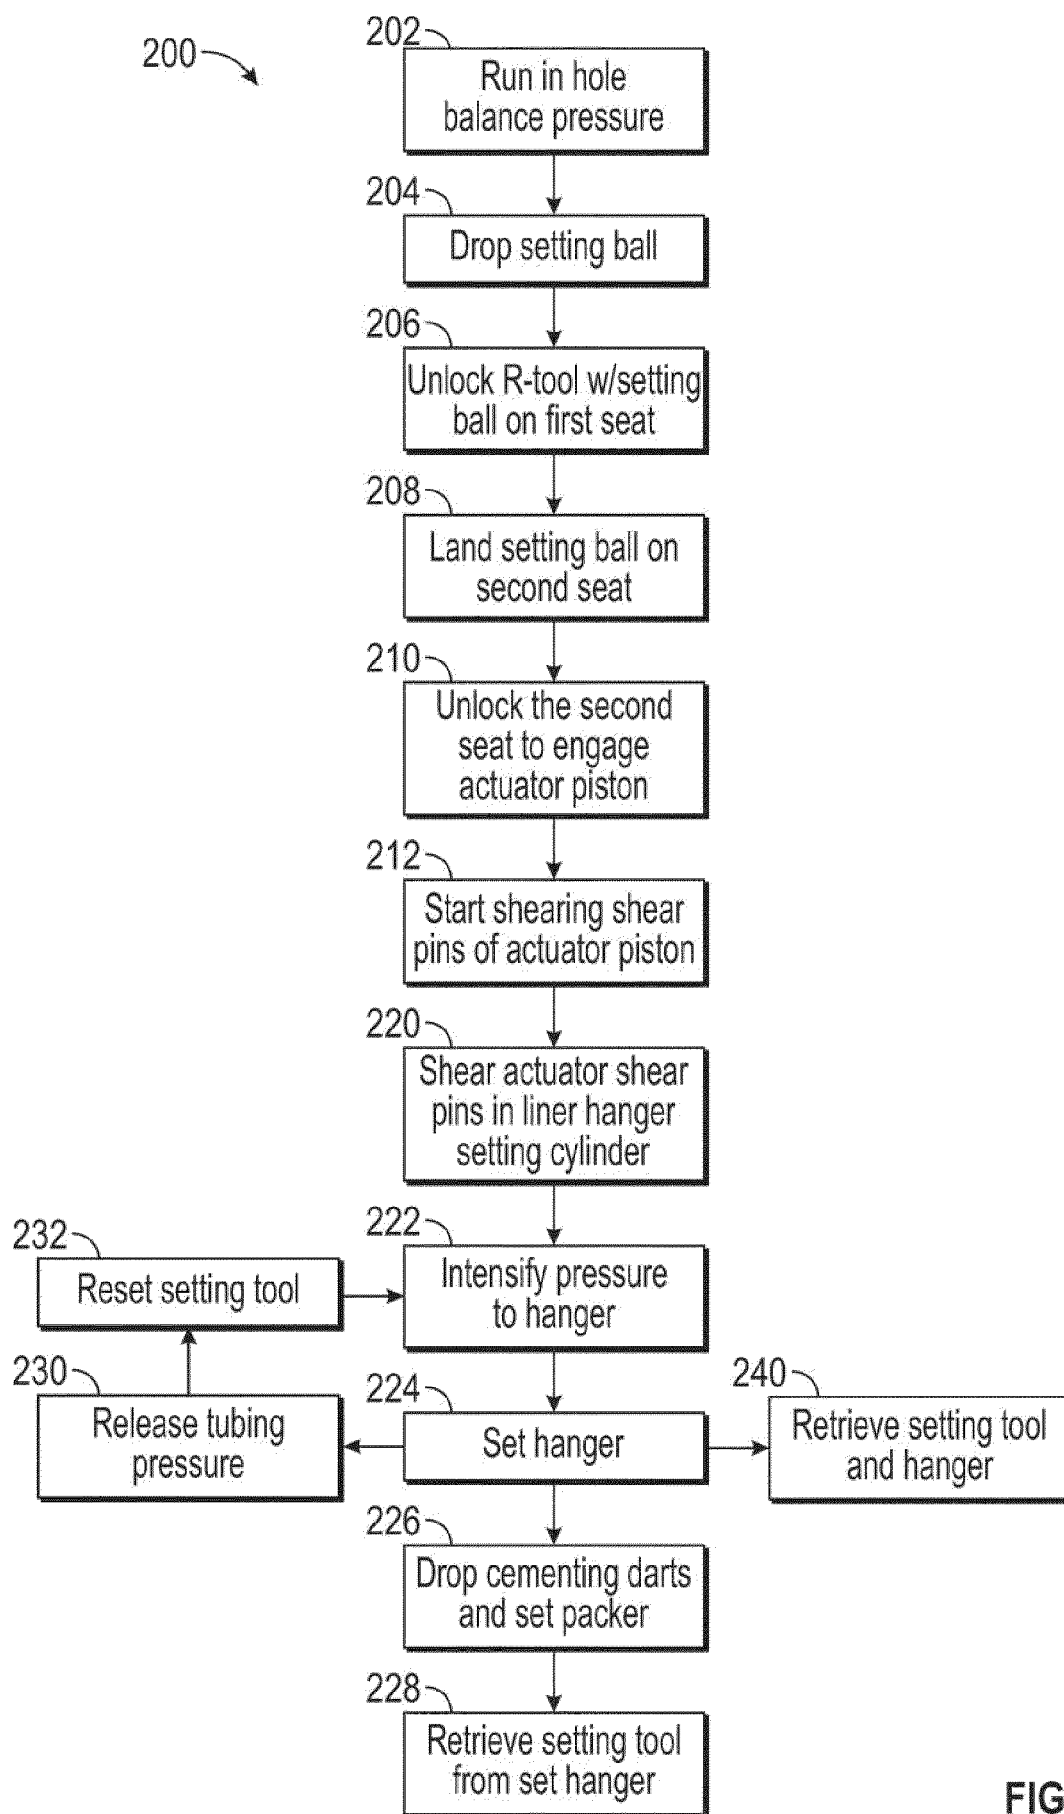 200
202
Run in hole
balance pressure
204
Drop setting ball
206
Unlock R-tool w/setting
ball on first seat
208
Land setting ball on
second seat
210
Unlock the second
seat to engage
actuator piston
212
Start shearing shear
pins of actuator piston
220
Shear actuator shear
pins in liner hanger
setting cylinder
232
Reset setting tool
222
Intensify pressure
to hanger
230
Release tubing
pressure
224
Set hanger
240
Retrieve setting tool
and hanger
226
Drop cementing darts
and set packer
228
Retrieve setting tool
from set hanger
FIG